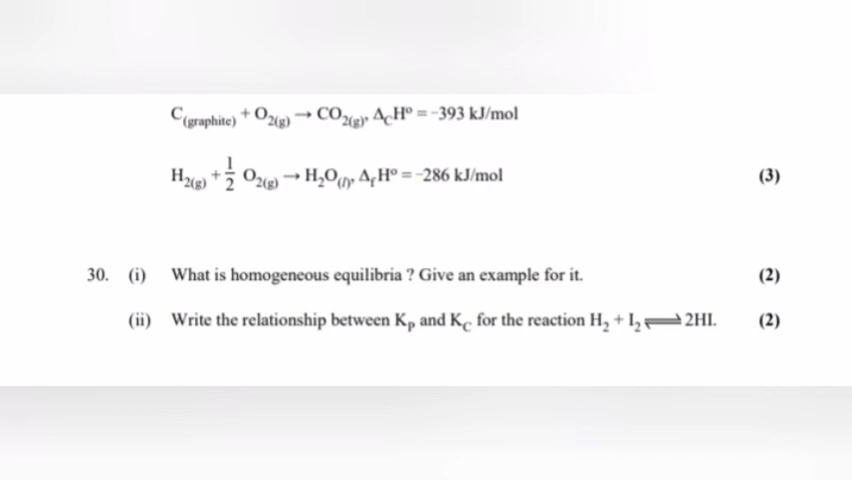 C(graphite) + O2(g) → CO2(g), ΔCHº = -393 kJ/mol
H2(g) + 1/2 O2(g) → H2O(l), ΔfHº = -286 kJ/mol (3)
30. (i) What is homogeneous equilibria ? Give an example for it. (2)
(ii) Write the relationship between KP and KC for the reaction H2 + I2 ⇌ 2HI. (2)